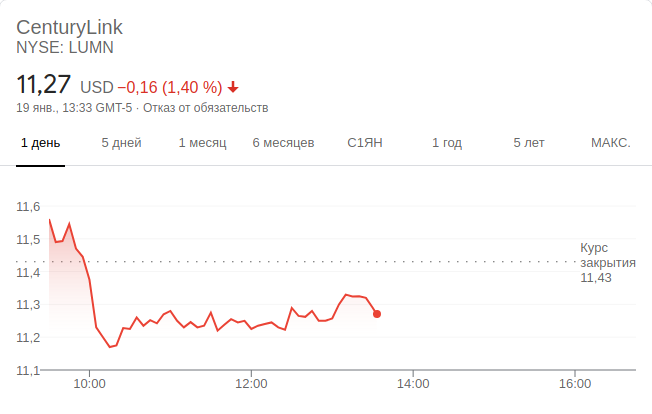 CenturyLink
NYSE: LUMN
11,27 USD −0,16 (1,40 %)
19 янв., 13:33 GMT-5 · Отказ от обязательств
1 день 5 дней 1 месяц 6 месяцев С1ЯН 1 год 5 лет МАКС.
11,6
11,5
Курс
закрытия
11,43
11,4
11,3
11,2
11,1
10:00 12:00 14:00 16:00